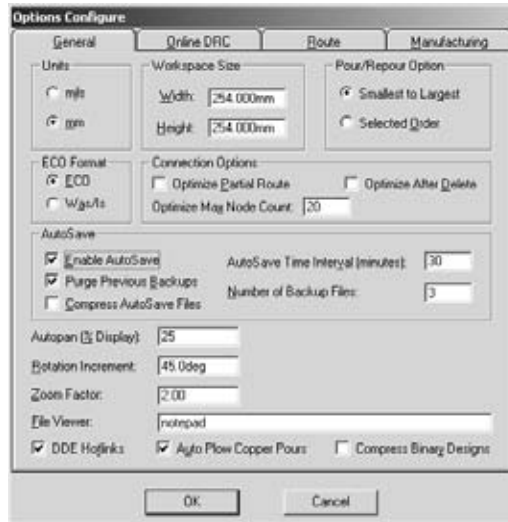 Options Configure
General Online DRC Route Manufacturing
Units Workspace Size Pour/Repour Option
mils Width: 254.000mm Smallest to Largest
mm Height: 254.000mm Selected Order
ECO Format Connection Options
ECO Optimize Partial Route Optimize After Delete
Was/Is Optimize Max Node Count: 20
AutoSave
Enable AutoSave AutoSave Time Interval (minutes): 30
Purge Previous Backups Number of Backup Files: 3
Compress AutoSave Files
Autopan (% Display): 25
Rotation Increment: 45.0deg
Zoom Factor: 2.00
File Viewer: notepad
DDE Hotlinks Auto Plow Copper Pours Compress Binary Designs
OK Cancel